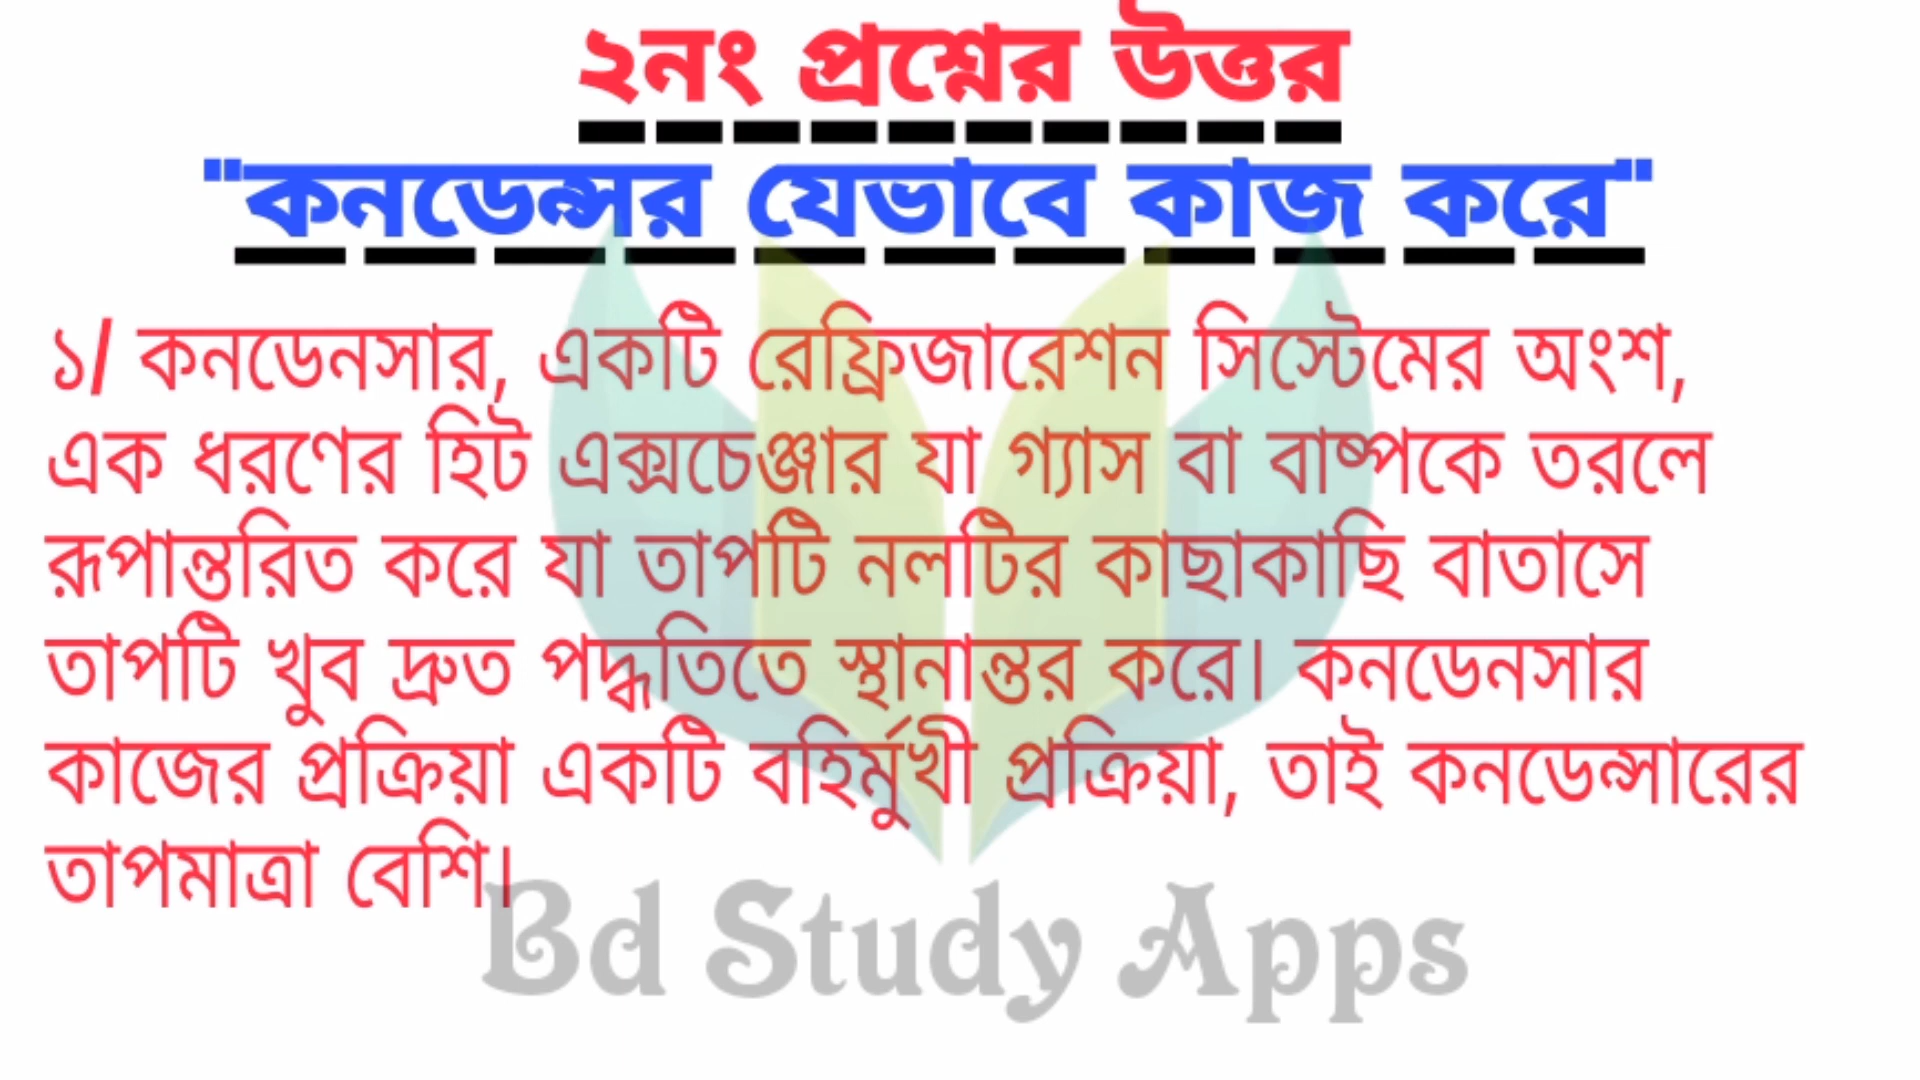 ২নং প্রশ্নের উত্তর
"কনডেন্সর যেভাবে কাজ করে"
১/ কনডেনসার, একটি রেফ্রিজারেশন সিস্টেমের অংশ,
এক ধরণের হিট এক্সচেঞ্জার যা গ্যাস বা বাষ্পকে তরলে
রূপান্তরিত করে যা তাপটি নলটির কাছাকাছি বাতাসে
তাপটি খুব দ্রুত পদ্ধতিতে স্থানান্তর করে। কনডেনসার
কাজের প্রক্রিয়া একটি বহির্মুখী প্রক্রিয়া, তাই কনডেন্সারের
তাপমাত্রা বেশি।
Bd Study Apps